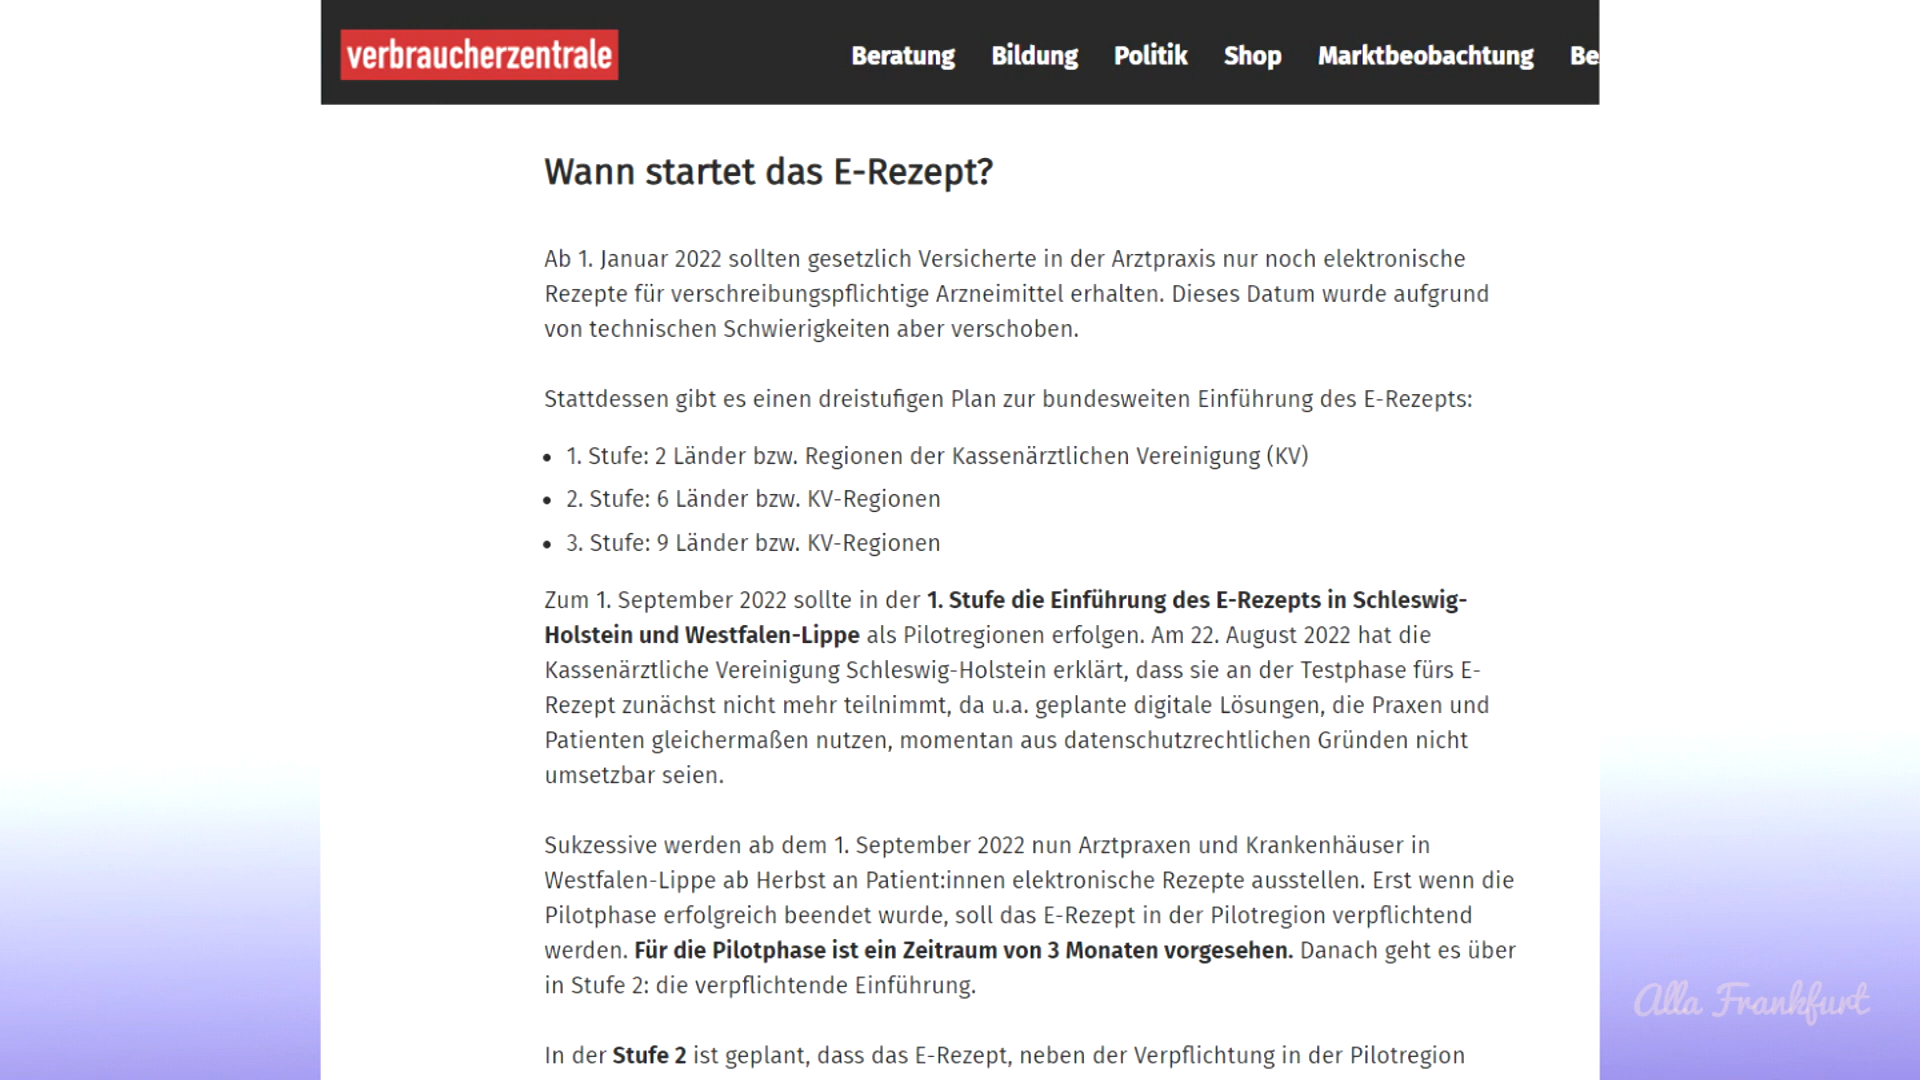 verbraucherzentrale
Beratung Bildung Politik Shop Marktbeobachtung Be
Wann startet das E-Rezept?
Ab 1. Januar 2022 sollten gesetzlich Versicherte in der Arztpraxis nur noch elektronische
Rezepte für verschreibungspflichtige Arzneimittel erhalten. Dieses Datum wurde aufgrund
von technischen Schwierigkeiten aber verschoben.
Stattdessen gibt es einen dreistufigen Plan zur bundesweiten Einführung des E-Rezepts:
• 1. Stufe: 2 Länder bzw. Regionen der Kassenärztlichen Vereinigung (KV)
• 2. Stufe: 6 Länder bzw. KV-Regionen
• 3. Stufe: 9 Länder bzw. KV-Regionen
Zum 1. September 2022 sollte in der 1. Stufe die Einführung des E-Rezepts in Schleswig-
Holstein und Westfalen-Lippe als Pilotregionen erfolgen. Am 22. August 2022 hat die
Kassenärztliche Vereinigung Schleswig-Holstein erklärt, dass sie an der Testphase fürs E-
Rezept zunächst nicht mehr teilnimmt, da u.a. geplante digitale Lösungen, die Praxen und
Patienten gleichermaßen nutzen, momentan aus datenschutzrechtlichen Gründen nicht
umsetzbar seien.
Sukzessive werden ab dem 1. September 2022 nun Arztpraxen und Krankenhäuser in
Westfalen-Lippe ab Herbst an Patient:innen elektronische Rezepte ausstellen. Erst wenn die
Pilotphase erfolgreich beendet wurde, soll das E-Rezept in der Pilotregion verpflichtend
werden. Für die Pilotphase ist ein Zeitraum von 3 Monaten vorgesehen. Danach geht es über
in Stufe 2: die verpflichtende Einführung.
In der Stufe 2 ist geplant, dass das E-Rezept, neben der Verpflichtung in der Pilotregion
Alla Frankfurt